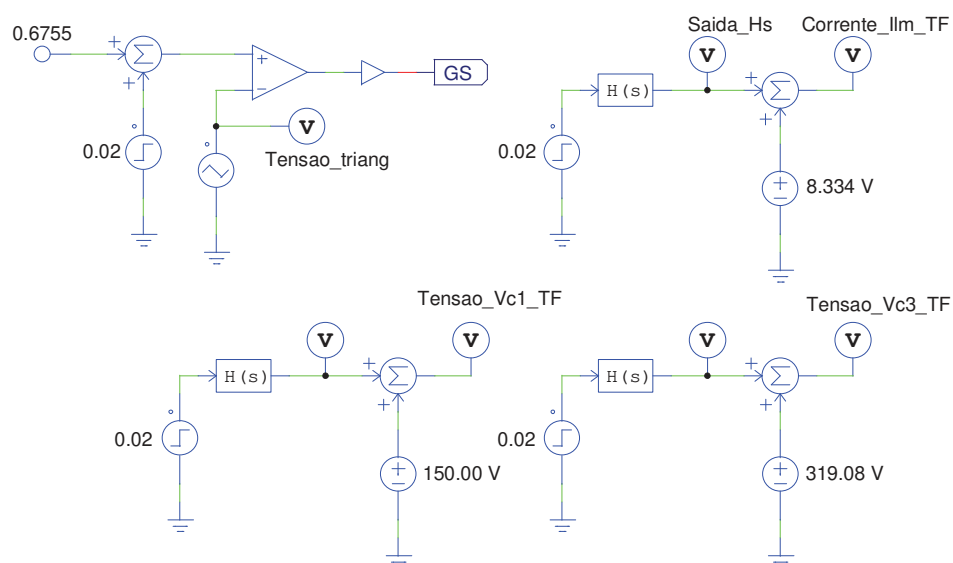 0.6755
GS
0.02
V
Tensao_triang
Saida_Hs
Corrente_Ilm_TF
V
V
H(s)
0.02
8.334 V
Tensao_Vc1_TF
V
V
H(s)
0.02
150.00 V
Tensao_Vc3_TF
V
V
H(s)
0.02
319.08 V